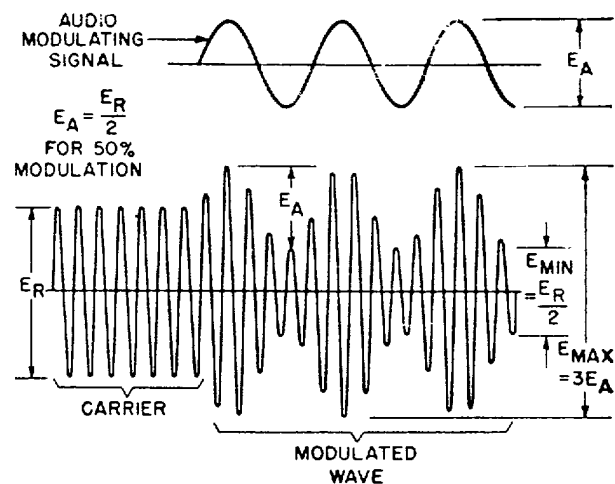 AUDIO
MODULATING
SIGNAL
E_A
E_A = E_R/2
FOR 50%
MODULATION
E_A
E_R
E_MIN
= E_R/2
E_MAX
=3E_A
CARRIER
MODULATED
WAVE